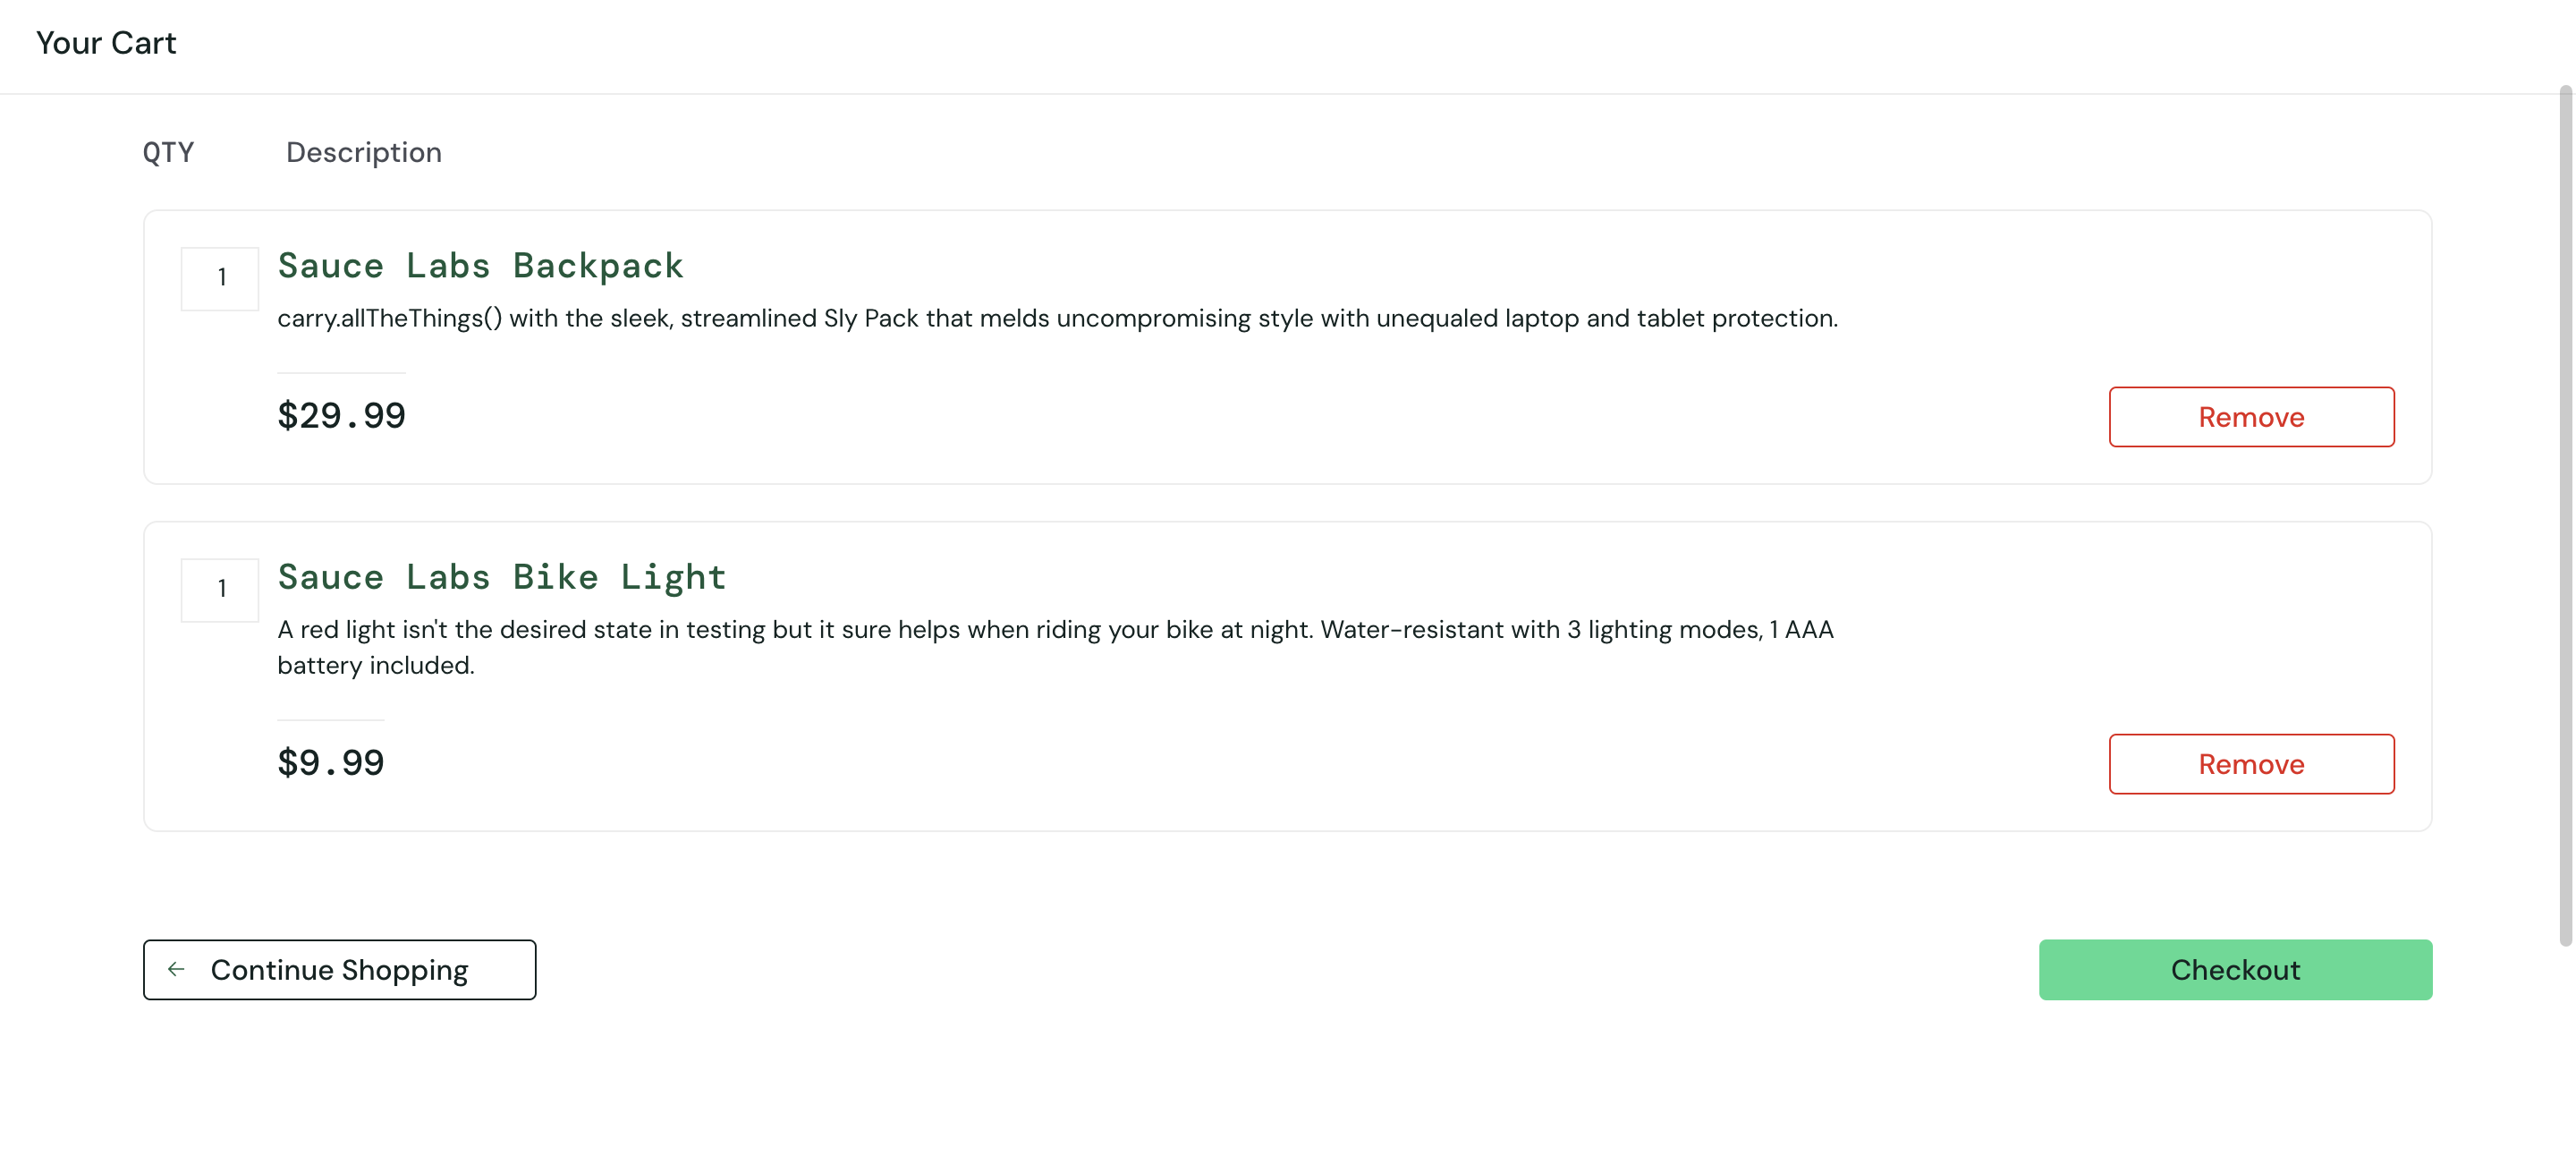 Your Cart
QTY Description
1 Sauce Labs Backpack
carry.allTheThings() with the sleek, streamlined Sly Pack that melds uncompromising style with unequaled laptop and tablet protection.
$29.99 Remove
1 Sauce Labs Bike Light
A red light isn't the desired state in testing but it sure helps when riding your bike at night. Water-resistant with 3 lighting modes, 1 AAA
battery included.
$9.99 Remove
← Continue Shopping Checkout